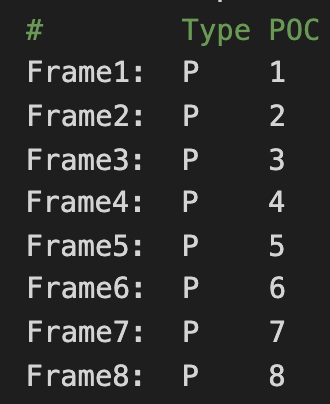 # Type POC
Frame1: P 1
Frame2: P 2
Frame3: P 3
Frame4: P 4
Frame5: P 5
Frame6: P 6
Frame7: P 7
Frame8: P 8